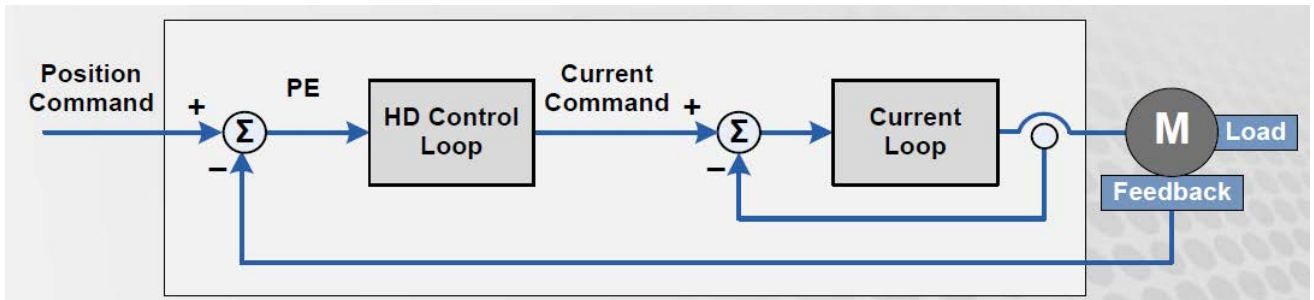 Position
Command
+
Σ
−
PE
HD Control
Loop
Current
Command
+
Σ
−
Current
Loop
M
Load
Feedback